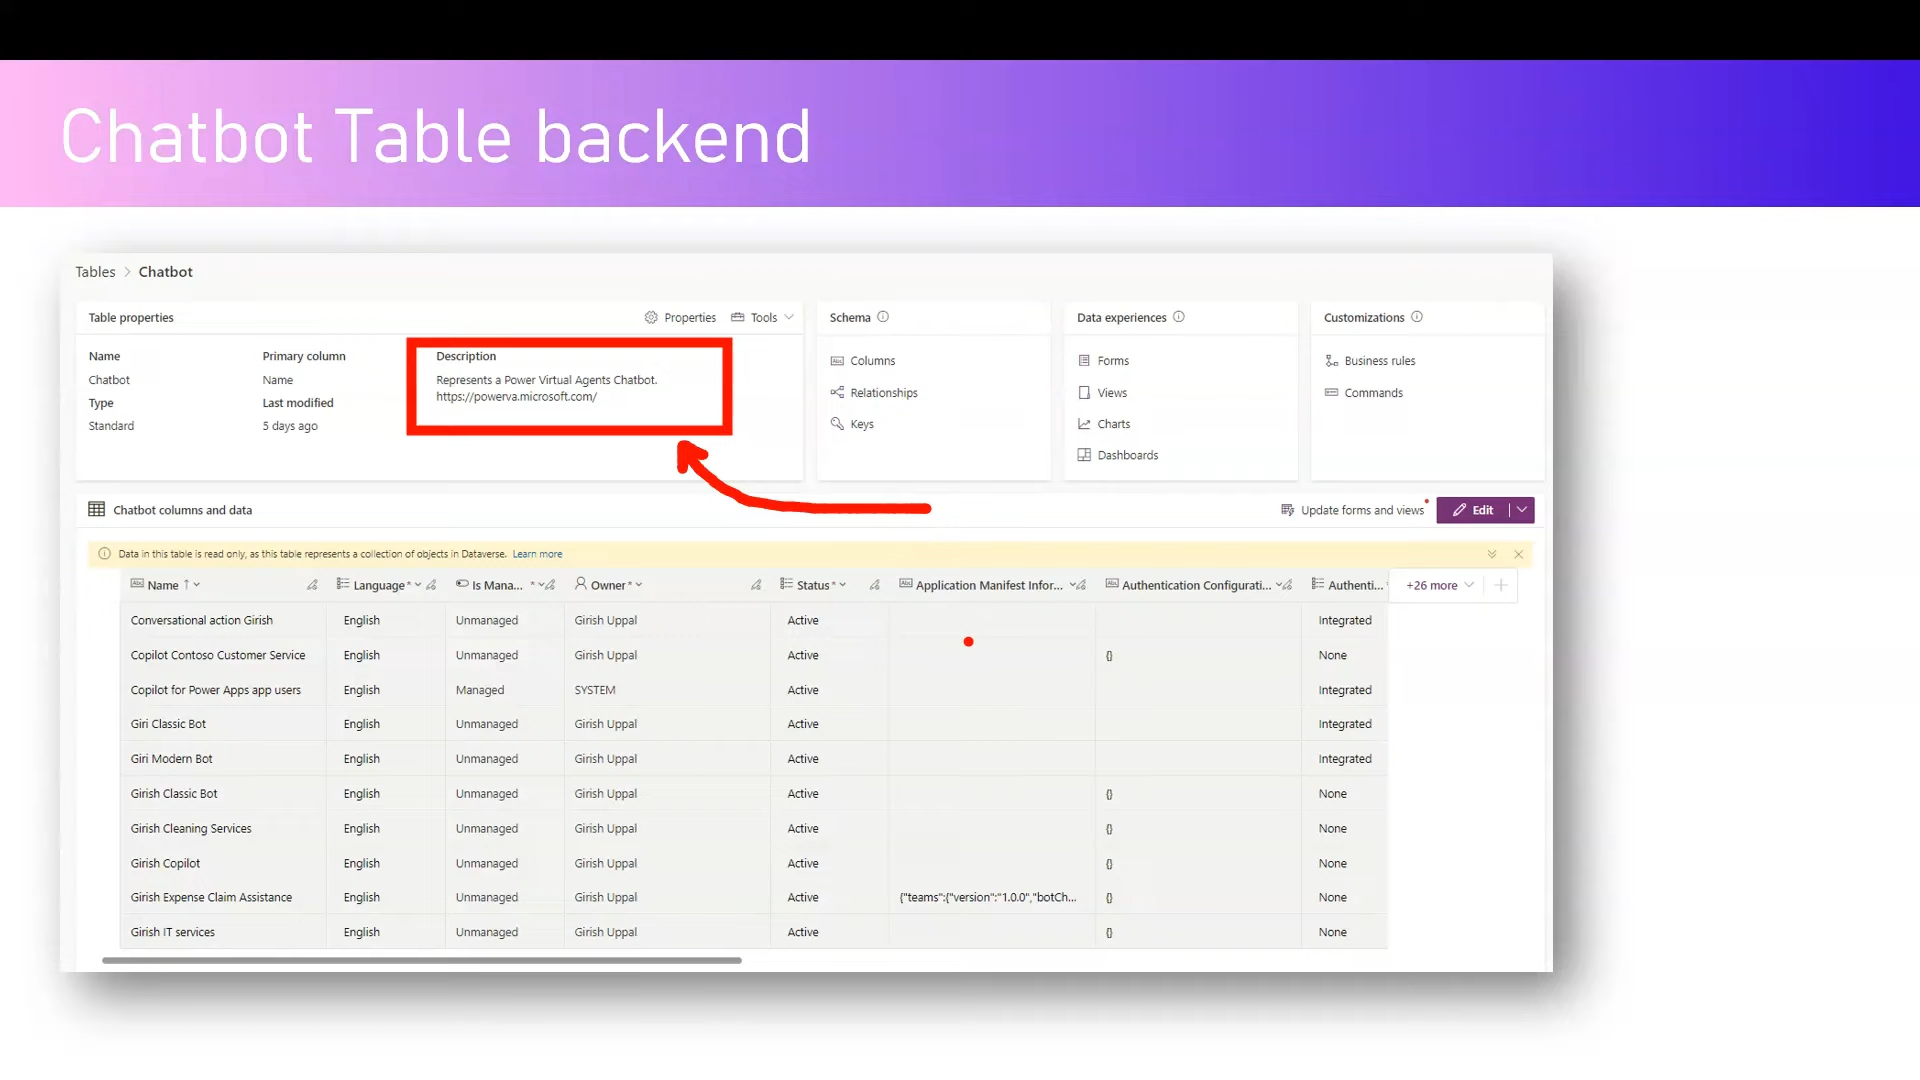 Chatbot Table backend
Tables > Chatbot
Table properties
Properties
Tools
Name
Primary column
Description
Chatbot
Name
Represents a Power Virtual Agents Chatbot.
https://powerva.microsoft.com/
Type
Last modified
Standard
5 days ago
Schema
Columns
Relationships
Keys
Data experiences
Forms
Views
Charts
Dashboards
Customizations
Business rules
Commands
Chatbot columns and data
Update forms and views
Edit
Data in this table is read only, as this table represents a collection of objects in Dataverse. Learn more
Name ↑ Language * Is Mana... * Owner * Status * Application Manifest Infor... Authentication Configurati... Authenti... * +26 more
Conversational action Girish English Unmanaged Girish Uppal Active Integrated
Copilot Contoso Customer Service English Unmanaged Girish Uppal Active {} None
Copilot for Power Apps app users English Managed SYSTEM Active Integrated
Giri Classic Bot English Unmanaged Girish Uppal Active Integrated
Giri Modern Bot English Unmanaged Girish Uppal Active Integrated
Girish Classic Bot English Unmanaged Girish Uppal Active {} None
Girish Cleaning Services English Unmanaged Girish Uppal Active {} None
Girish Copilot English Unmanaged Girish Uppal Active {} None
Girish Expense Claim Assistance English Unmanaged Girish Uppal Active {"teams":{"version":"1.0.0","botCh... {} None
Girish IT services English Unmanaged Girish Uppal Active {} None